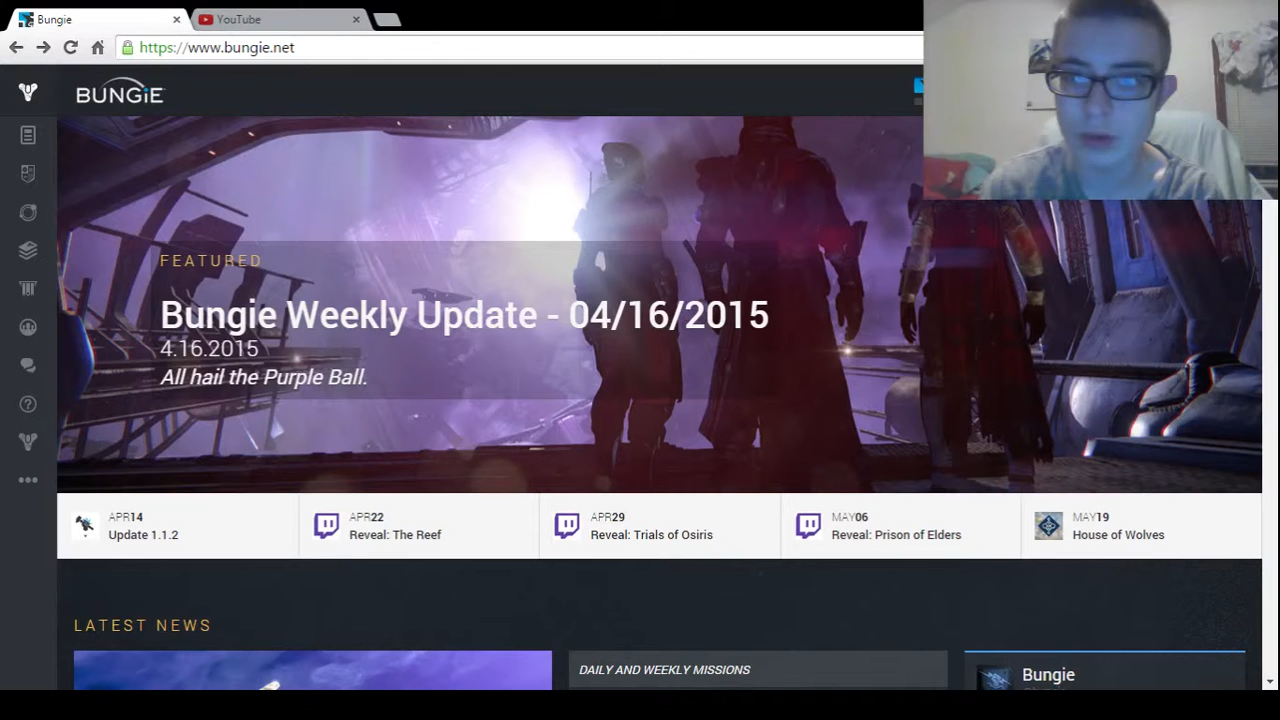 Bungie
YouTube
https://www.bungie.net
BUNGiE
FEATURED
Bungie Weekly Update - 04/16/2015
4.16.2015
All hail the Purple Ball.
APR14
Update 1.1.2
APR22
Reveal: The Reef
APR29
Reveal: Trials of Osiris
MAY06
Reveal: Prison of Elders
MAY19
House of Wolves
LATEST NEWS
DAILY AND WEEKLY MISSIONS
Bungie